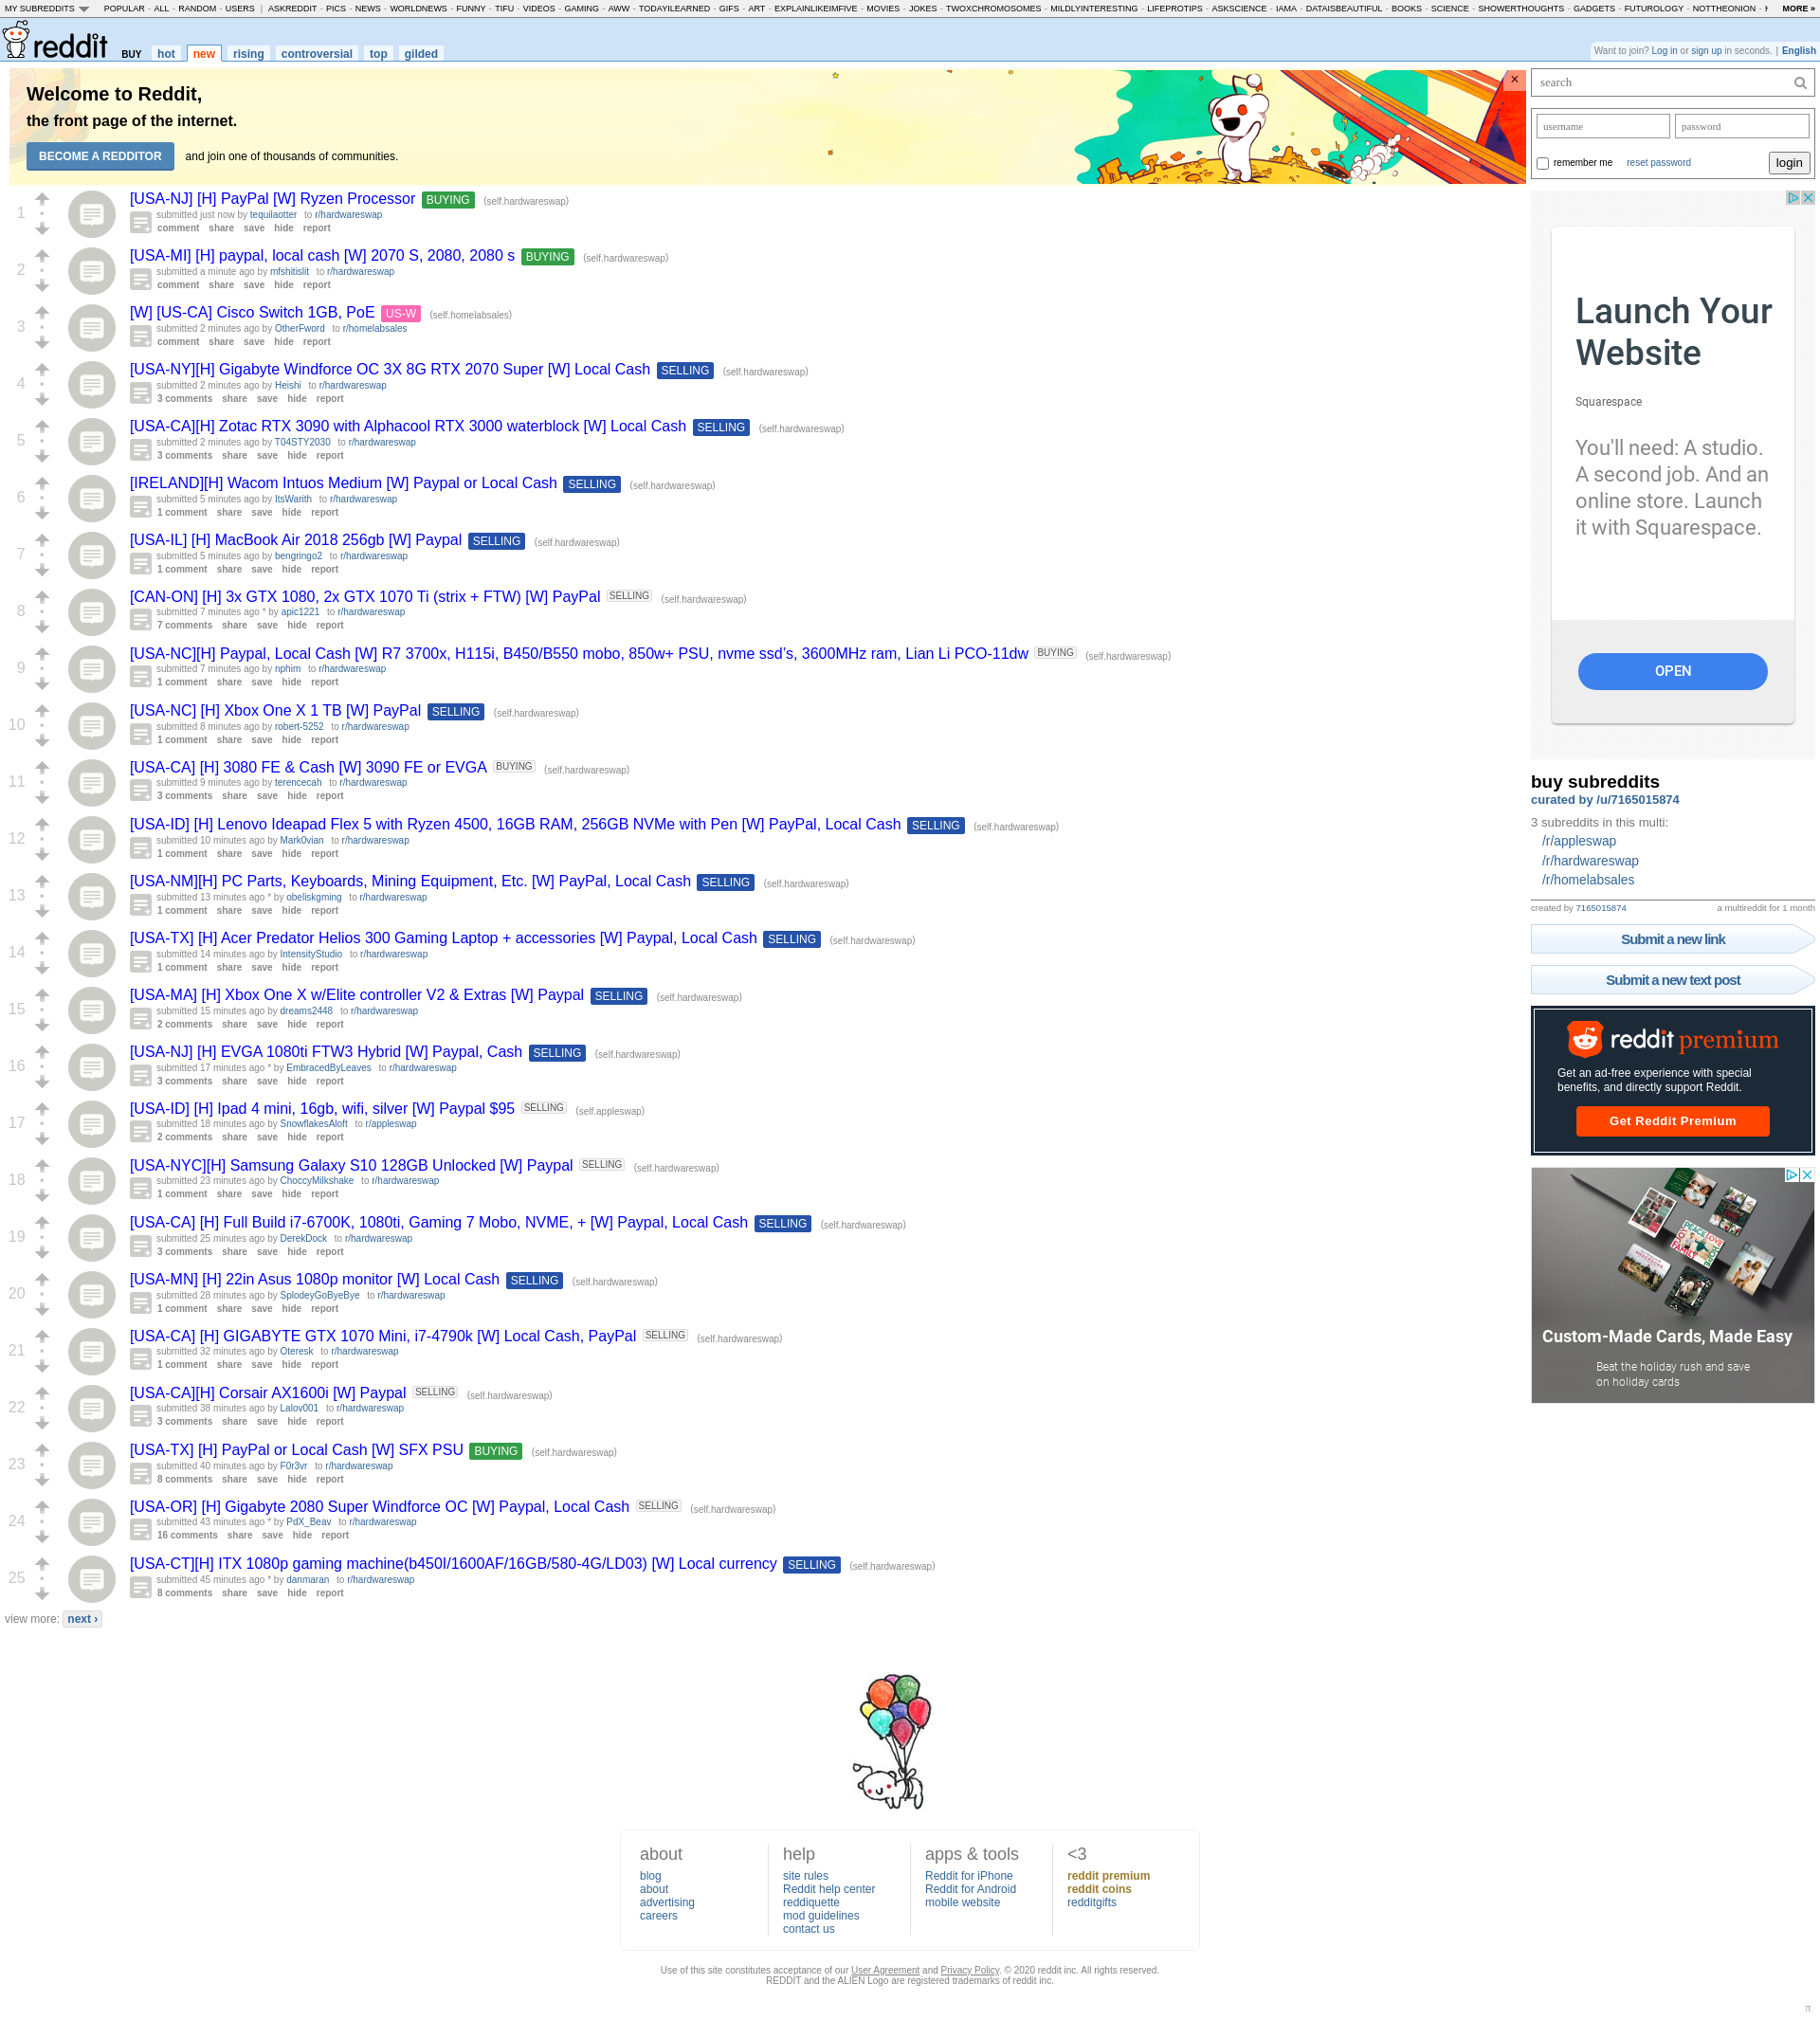 MY SUBREDDITS POPULAR - ALL - RANDOM - USERS | ASKREDDIT - PICS - NEWS - WORLDNEWS - FUNNY - TIFU - VIDEOS - GAMING - AWW - TODAYILEARNED - GIFS - ART - EXPLAINLIKEIMFIVE - MOVIES - JOKES - TWOXCHROMOSOMES - MILDLYINTERESTING - LIFEPROTIPS - ASKSCIENCE - IAMA - DATAISBEAUTIFUL - BOOKS - SCIENCE - SHOWERTHOUGHTS - GADGETS - FUTUROLOGY - NOTTHEONION - MORE »
reddit BUY hot new rising controversial top gilded
Want to join? Log in or sign up in seconds. | English
Welcome to Reddit,
the front page of the internet.
BECOME A REDDITOR and join one of thousands of communities.
×
1
[USA-NJ] [H] PayPal [W] Ryzen Processor BUYING (self.hardwareswap)
submitted just now by tequilaotter to r/hardwareswap
comment share save hide report
2
[USA-MI] [H] paypal, local cash [W] 2070 S, 2080, 2080 s BUYING (self.hardwareswap)
submitted a minute ago by mfshitislit to r/hardwareswap
comment share save hide report
3
[W] [US-CA] Cisco Switch 1GB, PoE US-W (self.homelabsales)
submitted 2 minutes ago by OtherFword to r/homelabsales
comment share save hide report
4
[USA-NY][H] Gigabyte Windforce OC 3X 8G RTX 2070 Super [W] Local Cash SELLING (self.hardwareswap)
submitted 2 minutes ago by Heishi to r/hardwareswap
3 comments share save hide report
5
[USA-CA][H] Zotac RTX 3090 with Alphacool RTX 3000 waterblock [W] Local Cash SELLING (self.hardwareswap)
submitted 2 minutes ago by T04STY2030 to r/hardwareswap
3 comments share save hide report
6
[IRELAND][H] Wacom Intuos Medium [W] Paypal or Local Cash SELLING (self.hardwareswap)
submitted 5 minutes ago by ItsWarith to r/hardwareswap
1 comment share save hide report
7
[USA-IL] [H] MacBook Air 2018 256gb [W] Paypal SELLING (self.hardwareswap)
submitted 5 minutes ago by bengringo2 to r/hardwareswap
1 comment share save hide report
8
[CAN-ON] [H] 3x GTX 1080, 2x GTX 1070 Ti (strix + FTW) [W] PayPal SELLING (self.hardwareswap)
submitted 7 minutes ago * by apic1221 to r/hardwareswap
7 comments share save hide report
9
[USA-NC][H] Paypal, Local Cash [W] R7 3700x, H115i, B450/B550 mobo, 850w+ PSU, nvme ssd's, 3600MHz ram, Lian Li PCO-11dw BUYING (self.hardwareswap)
submitted 7 minutes ago by nphim to r/hardwareswap
1 comment share save hide report
10
[USA-NC] [H] Xbox One X 1 TB [W] PayPal SELLING (self.hardwareswap)
submitted 8 minutes ago by robert-5252 to r/hardwareswap
1 comment share save hide report
11
[USA-CA] [H] 3080 FE & Cash [W] 3090 FE or EVGA BUYING (self.hardwareswap)
submitted 9 minutes ago by terencecah to r/hardwareswap
3 comments share save hide report
12
[USA-ID] [H] Lenovo Ideapad Flex 5 with Ryzen 4500, 16GB RAM, 256GB NVMe with Pen [W] PayPal, Local Cash SELLING (self.hardwareswap)
submitted 10 minutes ago by Mark0vian to r/hardwareswap
1 comment share save hide report
13
[USA-NM][H] PC Parts, Keyboards, Mining Equipment, Etc. [W] PayPal, Local Cash SELLING (self.hardwareswap)
submitted 13 minutes ago * by obeliskgming to r/hardwareswap
1 comment share save hide report
14
[USA-TX] [H] Acer Predator Helios 300 Gaming Laptop + accessories [W] Paypal, Local Cash SELLING (self.hardwareswap)
submitted 14 minutes ago by IntensityStudio to r/hardwareswap
1 comment share save hide report
15
[USA-MA] [H] Xbox One X w/Elite controller V2 & Extras [W] Paypal SELLING (self.hardwareswap)
submitted 15 minutes ago by dreams2448 to r/hardwareswap
2 comments share save hide report
16
[USA-NJ] [H] EVGA 1080ti FTW3 Hybrid [W] Paypal, Cash SELLING (self.hardwareswap)
submitted 17 minutes ago * by EmbracedByLeaves to r/hardwareswap
3 comments share save hide report
17
[USA-ID] [H] Ipad 4 mini, 16gb, wifi, silver [W] Paypal $95 SELLING (self.appleswap)
submitted 18 minutes ago by SnowflakesAloft to r/appleswap
2 comments share save hide report
18
[USA-NYC][H] Samsung Galaxy S10 128GB Unlocked [W] Paypal SELLING (self.hardwareswap)
submitted 23 minutes ago by ChoccyMilkshake to r/hardwareswap
1 comment share save hide report
19
[USA-CA] [H] Full Build i7-6700K, 1080ti, Gaming 7 Mobo, NVME, + [W] Paypal, Local Cash SELLING (self.hardwareswap)
submitted 25 minutes ago by DerekDock to r/hardwareswap
3 comments share save hide report
20
[USA-MN] [H] 22in Asus 1080p monitor [W] Local Cash SELLING (self.hardwareswap)
submitted 28 minutes ago by SplodeyGoByeBye to r/hardwareswap
1 comment share save hide report
21
[USA-CA] [H] GIGABYTE GTX 1070 Mini, i7-4790k [W] Local Cash, PayPal SELLING (self.hardwareswap)
submitted 32 minutes ago by Oteresk to r/hardwareswap
1 comment share save hide report
22
[USA-CA][H] Corsair AX1600i [W] Paypal SELLING (self.hardwareswap)
submitted 38 minutes ago by Lalov001 to r/hardwareswap
3 comments share save hide report
23
[USA-TX] [H] PayPal or Local Cash [W] SFX PSU BUYING (self.hardwareswap)
submitted 40 minutes ago by F0r3vr to r/hardwareswap
8 comments share save hide report
24
[USA-OR] [H] Gigabyte 2080 Super Windforce OC [W] Paypal, Local Cash SELLING (self.hardwareswap)
submitted 43 minutes ago * by PdX_Beav to r/hardwareswap
16 comments share save hide report
25
[USA-CT][H] ITX 1080p gaming machine(b450I/1600AF/16GB/580-4G/LD03) [W] Local currency SELLING (self.hardwareswap)
submitted 45 minutes ago * by danmaran to r/hardwareswap
8 comments share save hide report
view more: next ›
search
username password
remember me reset password login
Launch Your
Website
Squarespace
You'll need: A studio.
A second job. And an
online store. Launch
it with Squarespace.
OPEN
buy subreddits
curated by /u/7165015874
3 subreddits in this multi:
/r/appleswap
/r/hardwareswap
/r/homelabsales
created by 7165015874 a multireddit for 1 month
Submit a new link
Submit a new text post
reddit premium
Get an ad-free experience with special
benefits, and directly support Reddit.
Get Reddit Premium
PEACE LOVE JOY HOPE FAMILY
Custom-Made Cards, Made Easy
Beat the holiday rush and save
on holiday cards
about
blog
about
advertising
careers
help
site rules
Reddit help center
reddiquette
mod guidelines
contact us
apps & tools
Reddit for iPhone
Reddit for Android
mobile website
<3
reddit premium
reddit coins
redditgifts
Use of this site constitutes acceptance of our User Agreement and Privacy Policy. © 2020 reddit inc. All rights reserved.
REDDIT and the ALIEN Logo are registered trademarks of reddit inc.
π